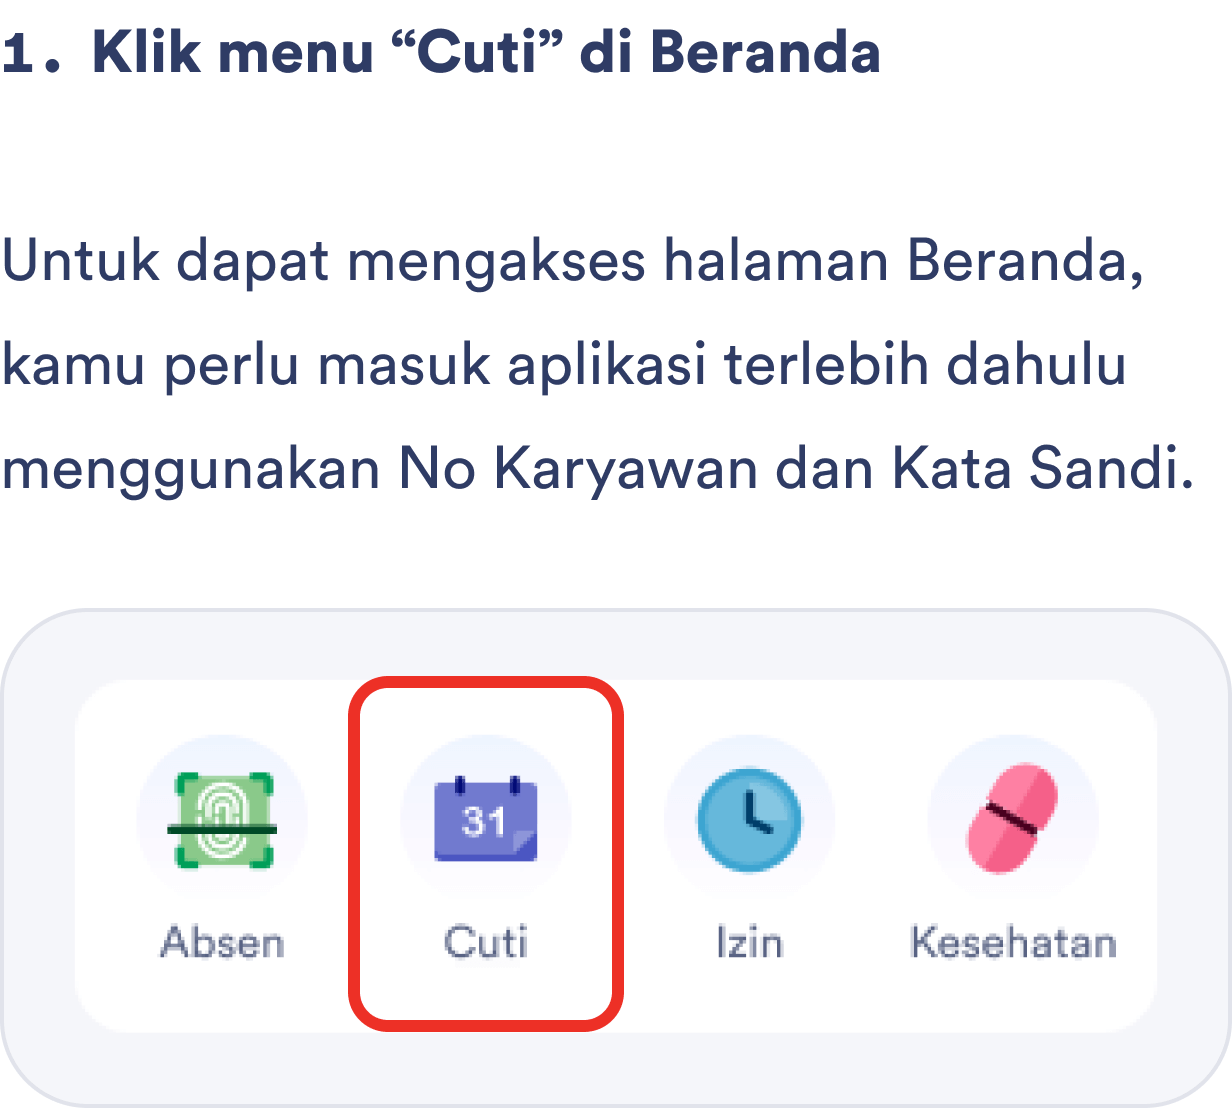 1. Klik menu “Cuti” di Beranda
Untuk dapat mengakses halaman Beranda,
kamu perlu masuk aplikasi terlebih dahulu
menggunakan No Karyawan dan Kata Sandi.
31
Absen
Cuti
Izin
Kesehatan